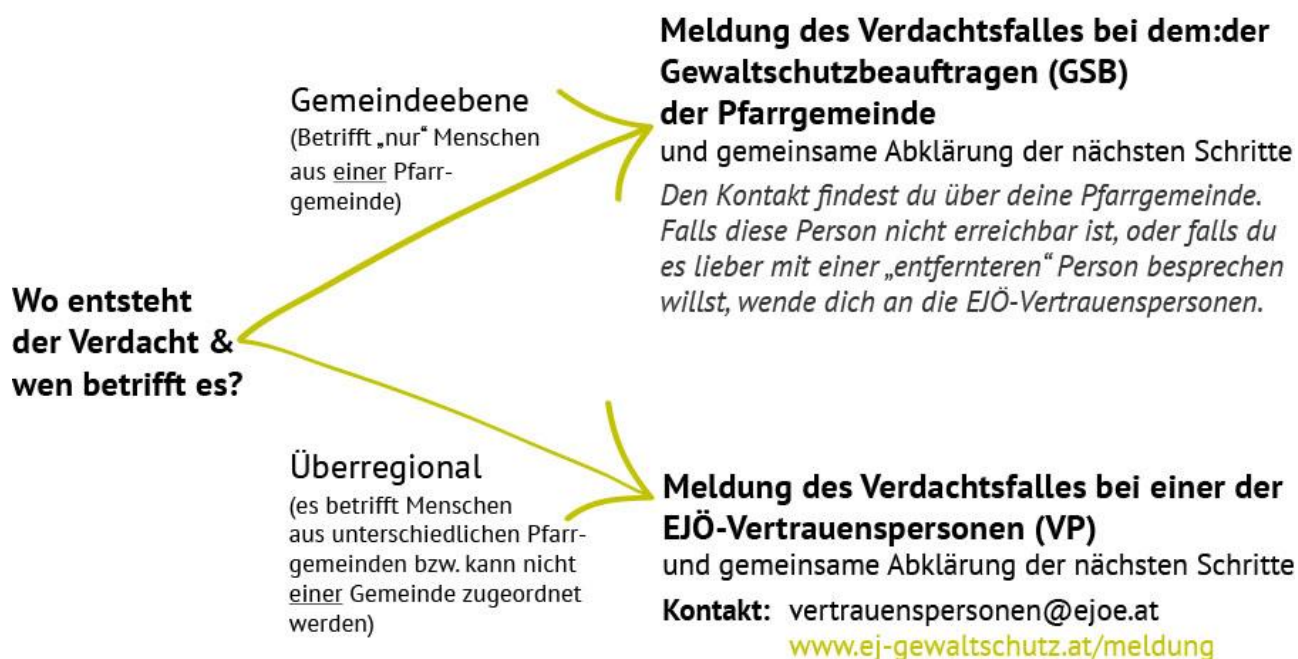 Wo entsteht
der Verdacht &
wen betrifft es?
Gemeindeebene
(Betrifft „nur“ Menschen
aus einer Pfarr-
gemeinde)
Meldung des Verdachtsfalles bei dem:der
Gewaltschutzbeauftragen (GSB)
der Pfarrgemeinde
und gemeinsame Abklärung der nächsten Schritte
Den Kontakt findest du über deine Pfarrgemeinde.
Falls diese Person nicht erreichbar ist, oder falls du
es lieber mit einer „entfernteren“ Person besprechen
willst, wende dich an die EJÖ-Vertrauenspersonen.
Überregional
(es betrifft Menschen
aus unterschiedlichen Pfarr-
gemeinden bzw. kann nicht
einer Gemeinde zugeordnet
werden)
Meldung des Verdachtsfalles bei einer der
EJÖ-Vertrauenspersonen (VP)
und gemeinsame Abklärung der nächsten Schritte
Kontakt: vertrauenspersonen@ejoe.at
www.ej-gewaltschutz.at/meldung